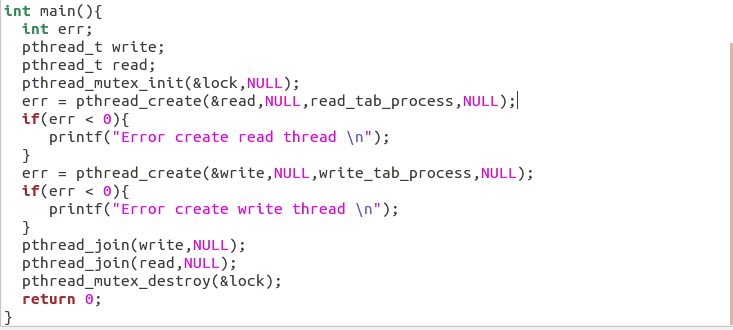 int main(){
  int err;
  pthread_t write;
  pthread_t read;
  pthread_mutex_init(&lock,NULL);
  err = pthread_create(&read,NULL,read_tab_process,NULL);
  if(err < 0){
     printf("Error create read thread \n");
  }
  err = pthread_create(&write,NULL,write_tab_process,NULL);
  if(err < 0){
     printf("Error create write thread \n");
  }
  pthread_join(write,NULL);
  pthread_join(read,NULL);
  pthread_mutex_destroy(&lock);
  return 0;
}